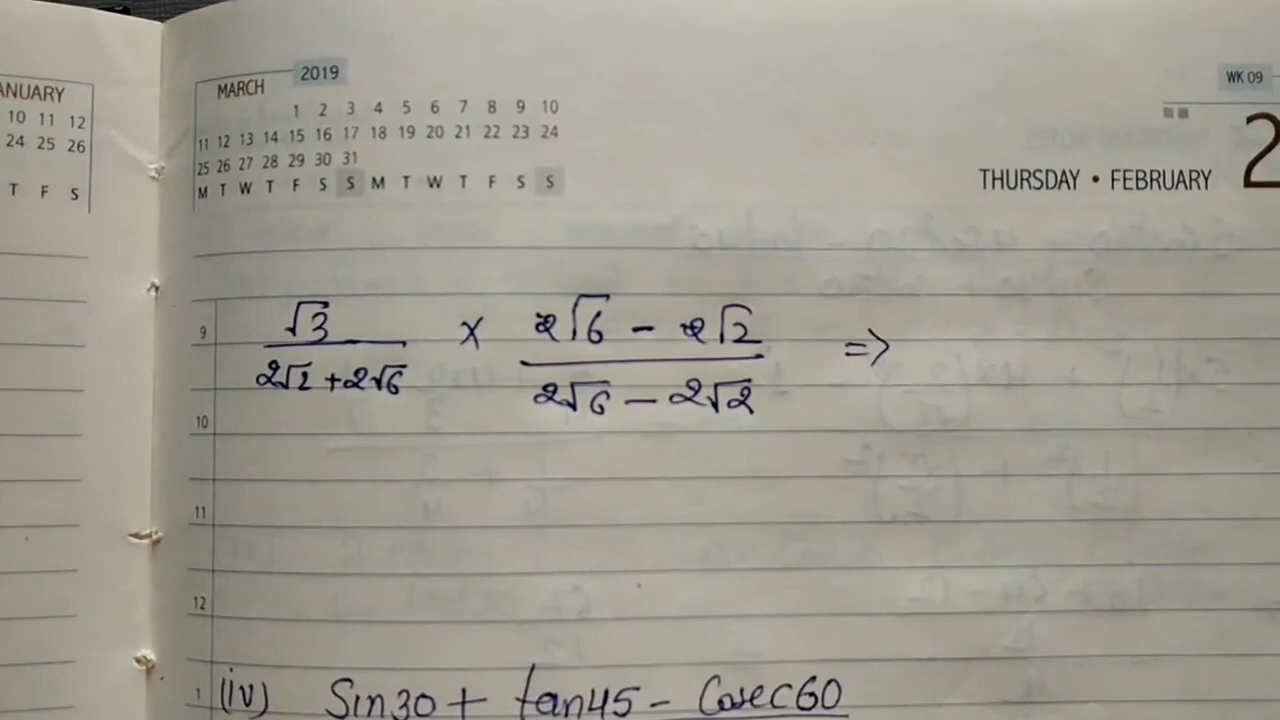 ANUARY
10 11 12
24 25 26
T F S
MARCH 2019
1 2 3 4 5 6 7 8 9 10
11 12 13 14 15 16 17 18 19 20 21 22 23 24
25 26 27 28 29 30 31
M T W T F S S M T W T F S S
WK 09
THURSDAY • FEBRUARY 2
9 √3 / (2√2 + 2√6) × (2√6 - 2√2) / (2√6 - 2√2) =>
10
11
12
1 (iv) Sin30 + tan45 - Cosec60